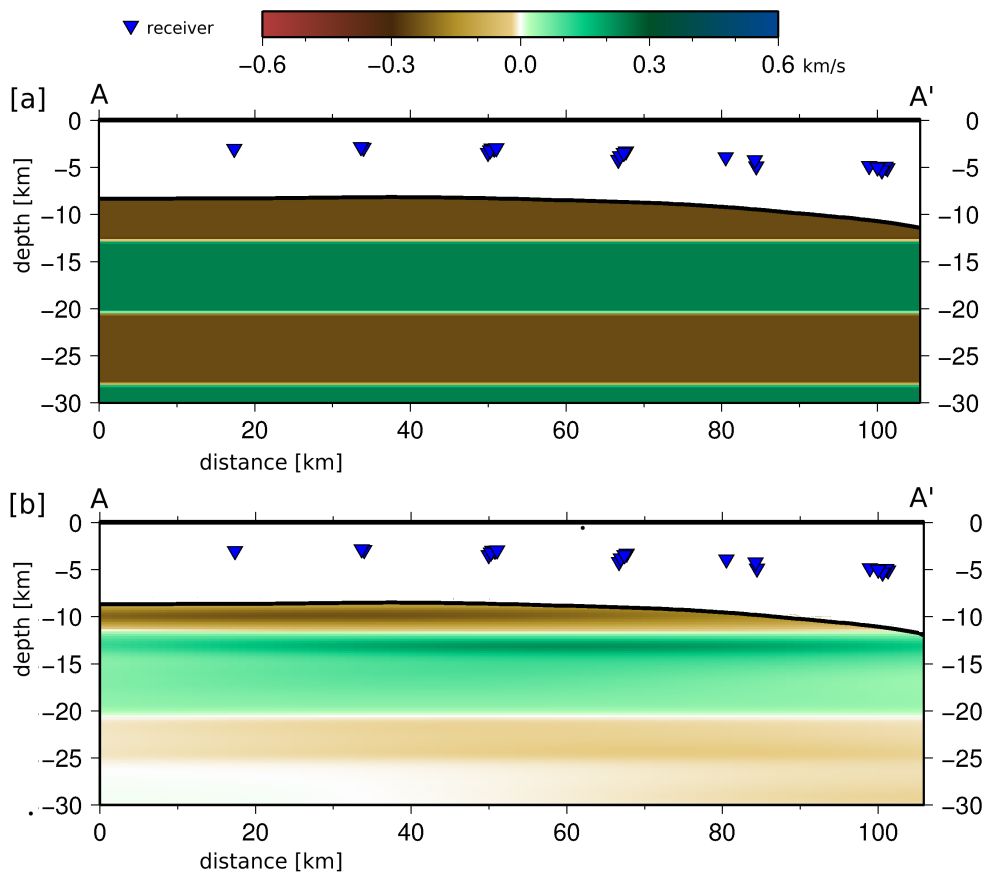 receiver
−0.6 −0.3 0.0 0.3 0.6 km/s
[a] A A'
0 0
−5 −5
−10 −10
−15 −15
−20 −20
−25 −25
−30 −30
depth [km]
0 20 40 60 80 100
distance [km]
[b] A A'
0 0
−5 −5
−10 −10
−15 −15
−20 −20
−25 −25
−30 −30
depth [km]
0 20 40 60 80 100
distance [km]